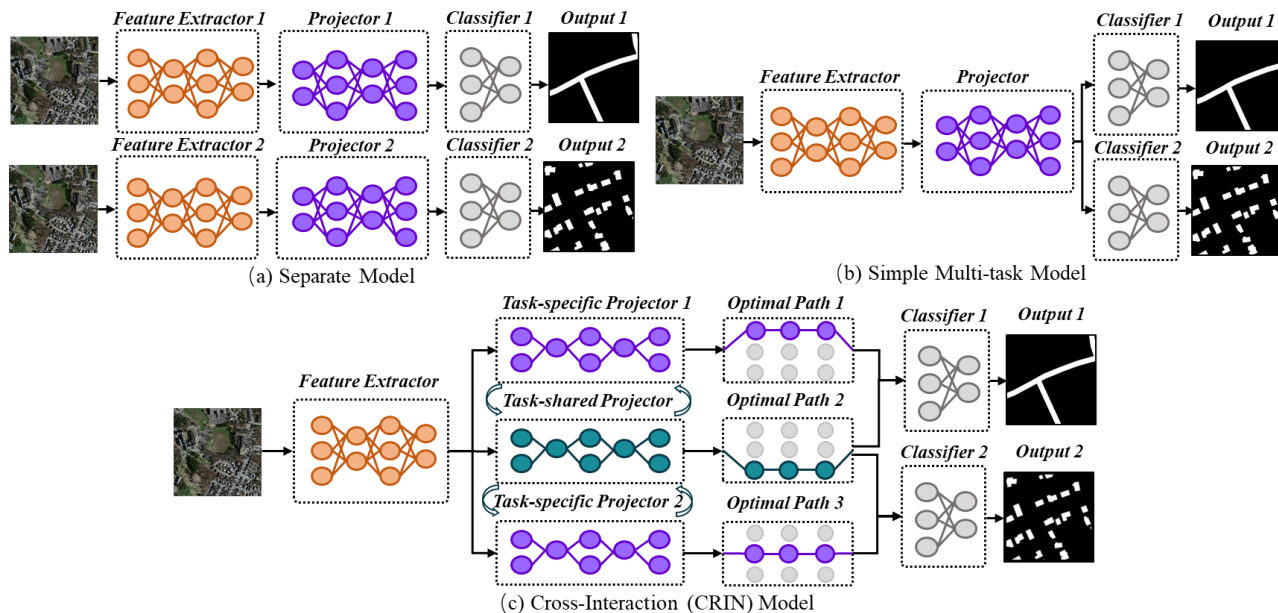 Feature Extractor 1 Projector 1 Classifier 1 Output 1
Feature Extractor 2 Projector 2 Classifier 2 Output 2
(a) Separate Model
Classifier 1 Output 1
Feature Extractor Projector
Classifier 2 Output 2
(b) Simple Multi-task Model
Task-specific Projector 1 Optimal Path 1
Classifier 1 Output 1
Feature Extractor
Task-shared Projector Optimal Path 2
Classifier 2 Output 2
Task-specific Projector 2 Optimal Path 3
(c) Cross-Interaction (CRIN) Model